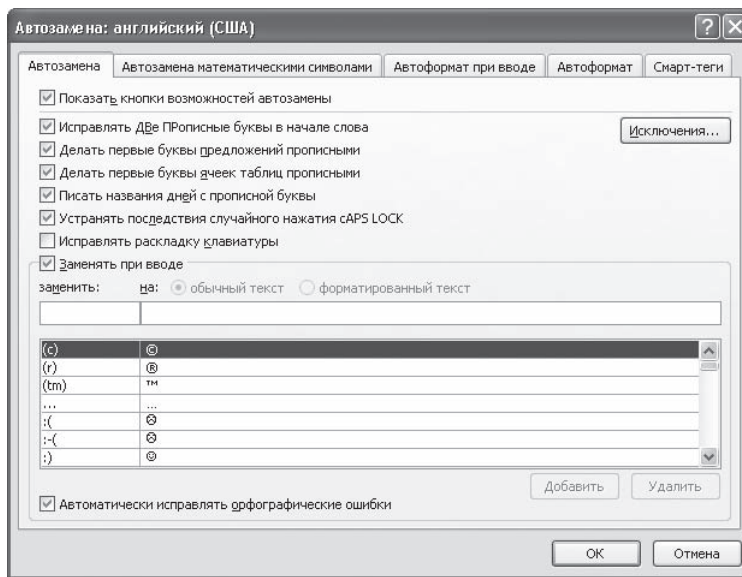 Автозамена: английский (США)
Автозамена Автозамена математическими символами Автоформат при вводе Автоформат Смарт-теги
Показать кнопки возможностей автозамены
Исправлять ДВе ПРописные буквы в начале слова
Исключения...
Делать первые буквы предложений прописными
Делать первые буквы ячеек таблиц прописными
Писать названия дней с прописной буквы
Устранять последствия случайного нажатия cAPS LOCK
Исправлять раскладку клавиатуры
Заменять при вводе
заменить: на: обычный текст форматированный текст
(c) ©
(r) ®
(tm) ™
... ...
:( ☹
:-( ☹
:) ☺
Добавить Удалить
Автоматически исправлять орфографические ошибки
ОК Отмена